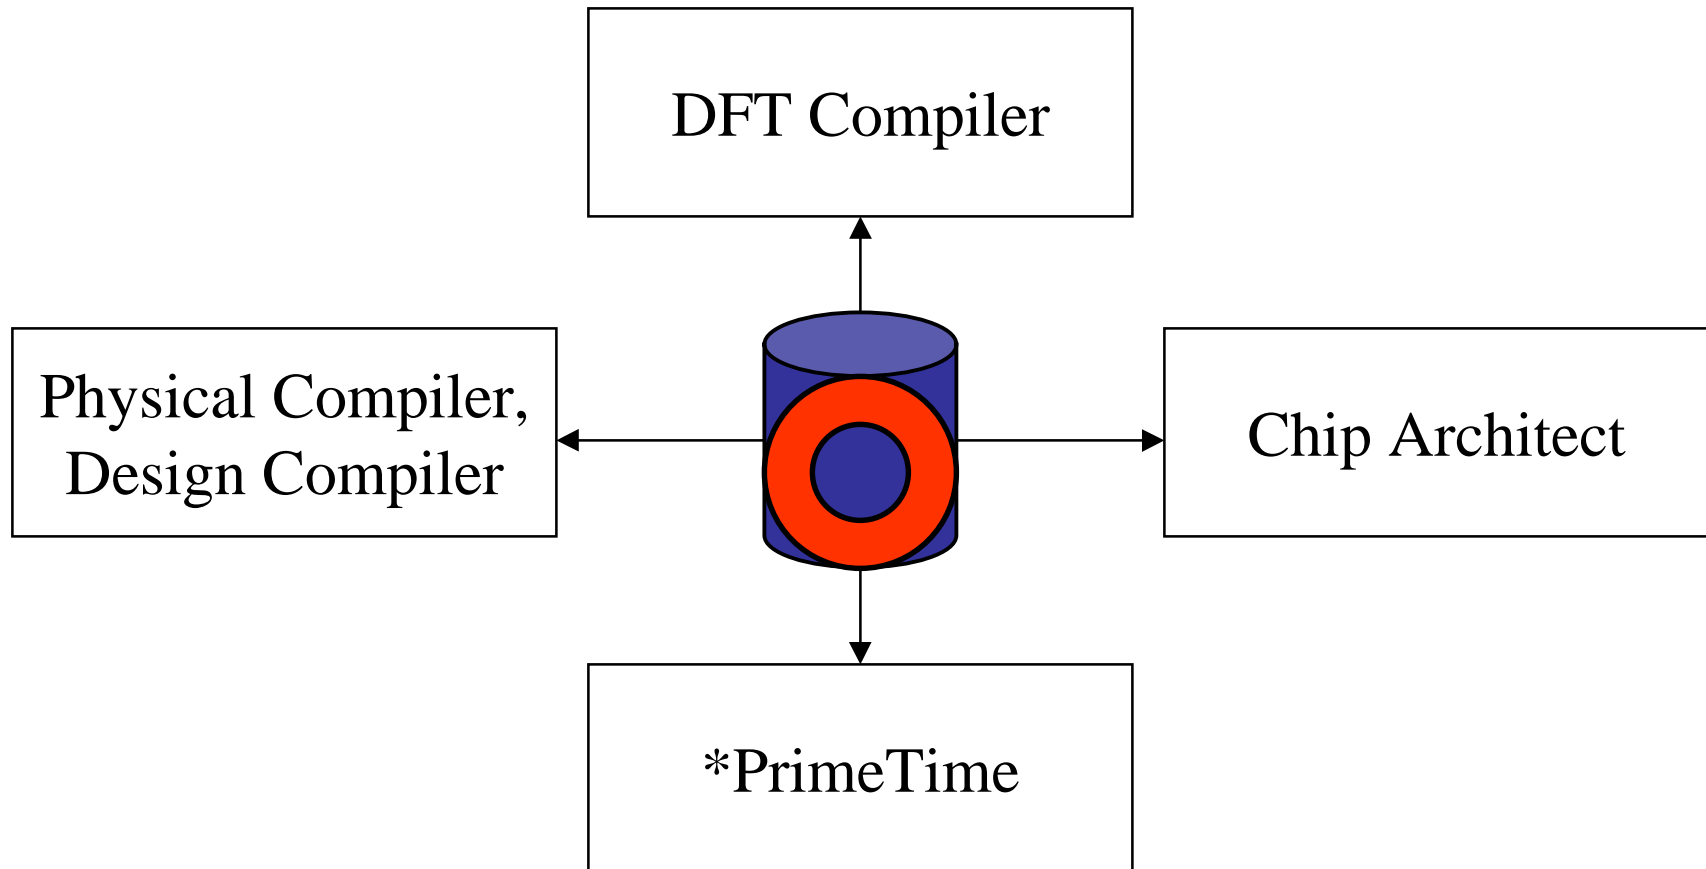 DFT Compiler
Physical Compiler,
Design Compiler
Chip Architect
*PrimeTime